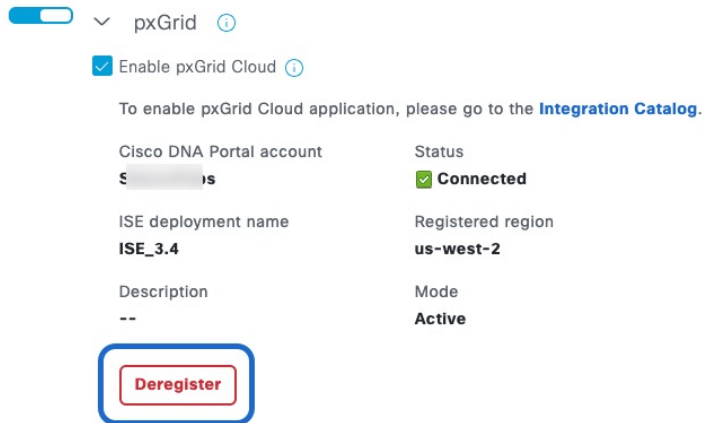 pxGrid
Enable pxGrid Cloud
To enable pxGrid Cloud application, please go to the Integration Catalog.
Cisco DNA Portal account
Status
Connected
ISE deployment name
Registered region
ISE_3.4
us-west-2
Description
Mode
--
Active
Deregister